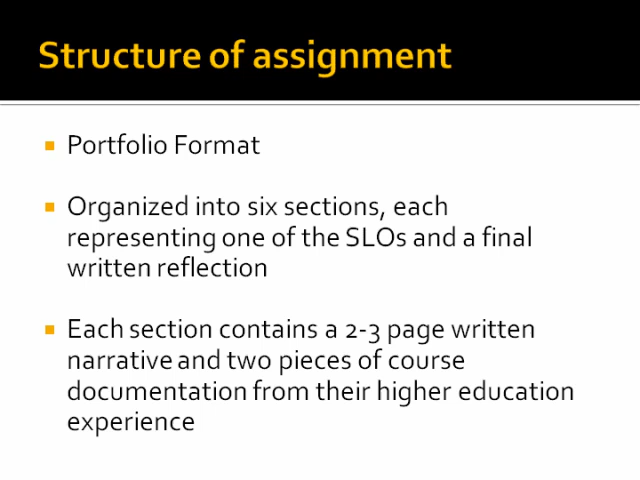 Structure of assignment
Portfolio Format
Organized into six sections, each
representing one of the SLOs and a final
written reflection
Each section contains a 2-3 page written
narrative and two pieces of course
documentation from their higher education
experience